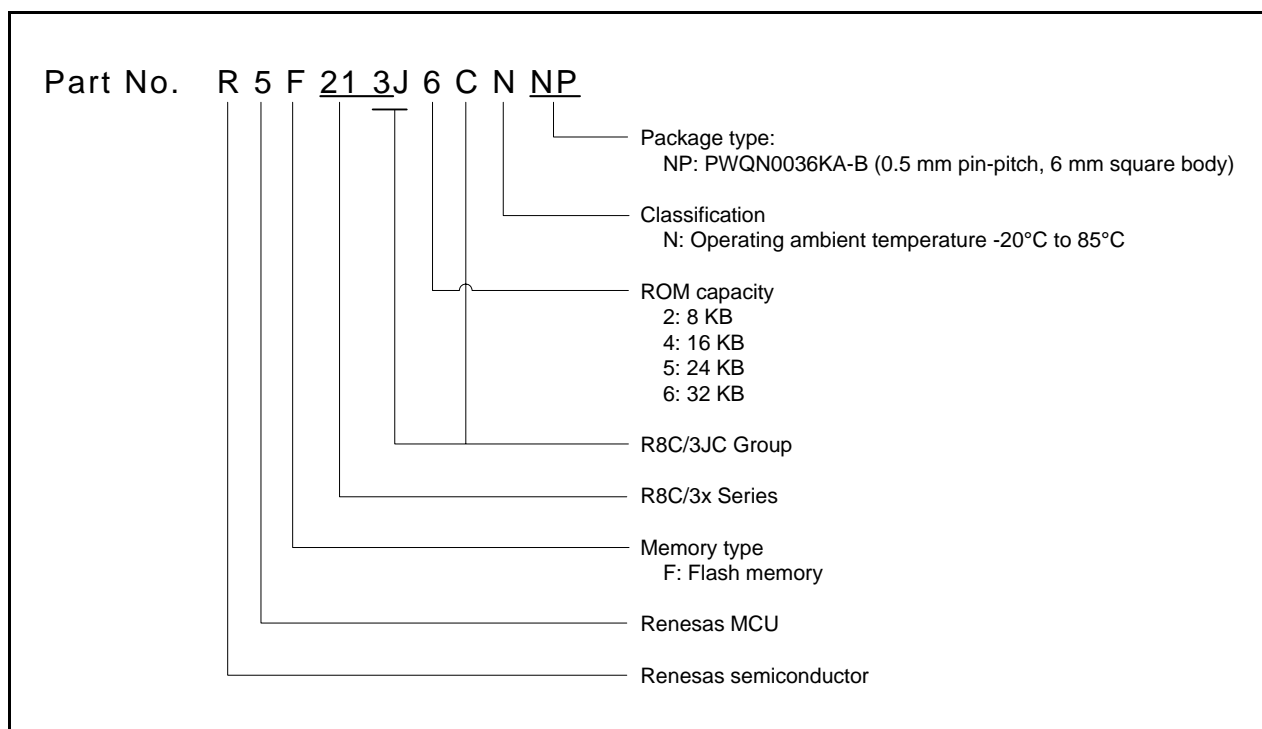 Part No. R 5 F 21 3J 6 C N NP
Package type:
NP: PWQN0036KA-B (0.5 mm pin-pitch, 6 mm square body)
Classification
N: Operating ambient temperature -20°C to 85°C
ROM capacity
2: 8 KB
4: 16 KB
5: 24 KB
6: 32 KB
R8C/3JC Group
R8C/3x Series
Memory type
F: Flash memory
Renesas MCU
Renesas semiconductor